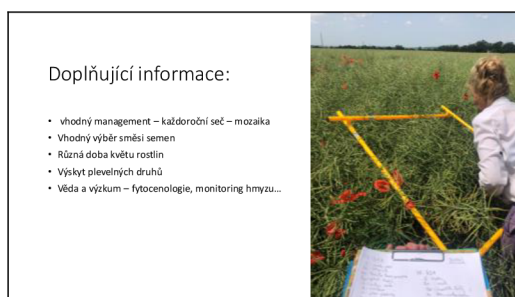 Doplňující informace:
• vhodný management – každoroční seč – mozaika
• Vhodný výběr směsi semen
• Různá doba květu rostlin
• Výskyt plevelných druhů
• Věda a výzkum – fytocenologie, monitoring hmyzu…